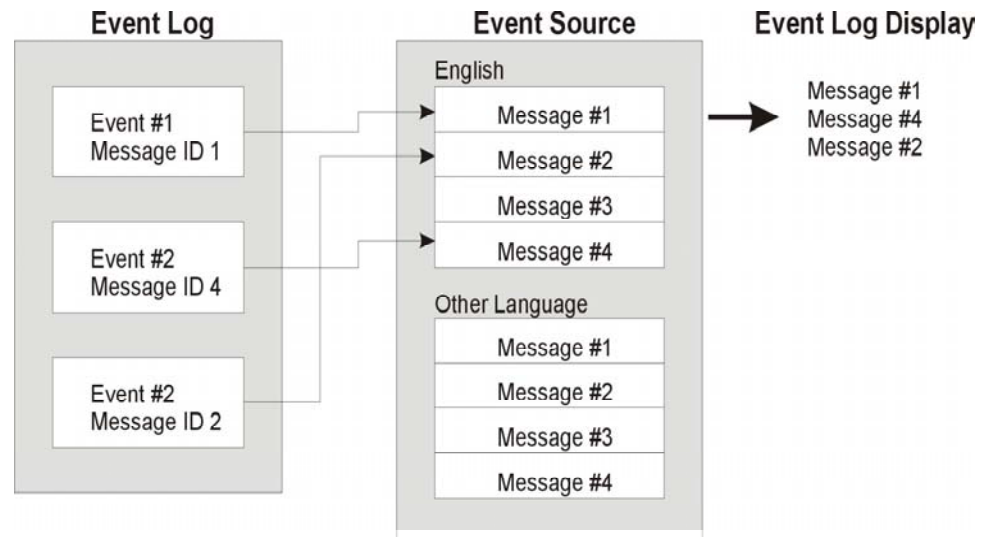 Event Log
Event #1
Message ID 1
Event #2
Message ID 4
Event #2
Message ID 2
Event Source
English
Message #1
Message #2
Message #3
Message #4
Other Language
Message #1
Message #2
Message #3
Message #4
Event Log Display
Message #1
Message #4
Message #2